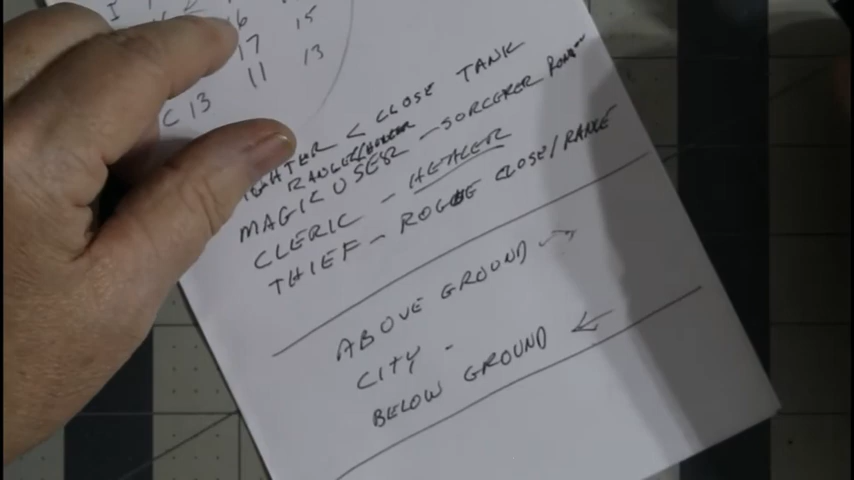 I
16
17 15
C 13 11 13
FIGHTER < CLOSE TANK
RANGER/
MAGIC USER - SORCERER RANGE
CLERIC - HEALER
THIEF - ROGUE CLOSE/RANGE
ABOVE GROUND
CITY -
BELOW GROUND ←